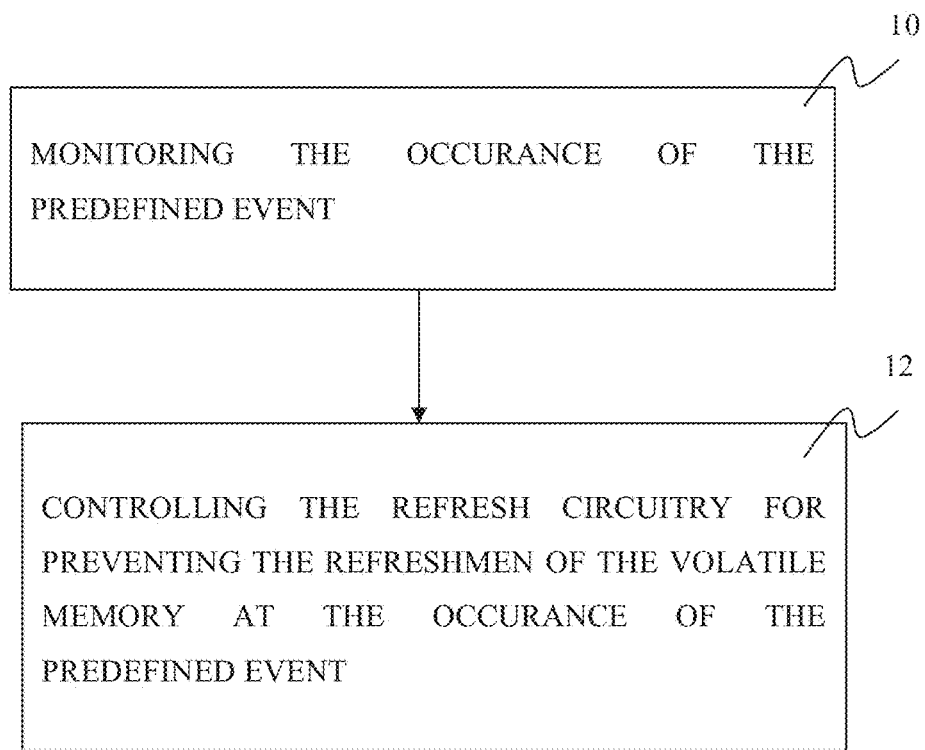 10
MONITORING THE OCCURANCE OF THE
PREDEFINED EVENT
12
CONTROLLING THE REFRESH CIRCUITRY FOR
PREVENTING THE REFRESHMEN OF THE VOLATILE
MEMORY AT THE OCCURANCE OF THE
PREDEFINED EVENT